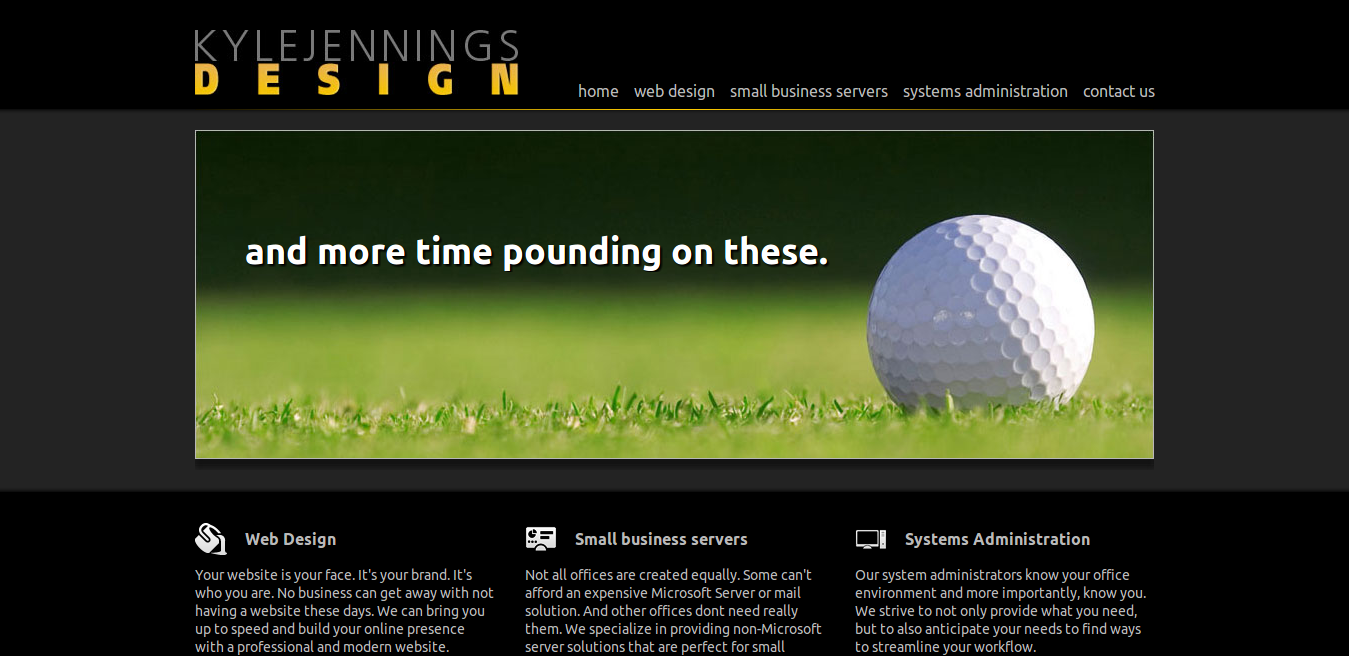 KYLEJENNINGS
DESIGN
home web design small business servers systems administration contact us
and more time pounding on these.
Web Design
Your website is your face. It's your brand. It's
who you are. No business can get away with not
having a website these days. We can bring you
up to speed and build your online presence
with a professional and modern website.
Small business servers
Not all offices are created equally. Some can't
afford an expensive Microsoft Server or mail
solution. And other offices dont need really
them. We specialize in providing non-Microsoft
server solutions that are perfect for small
Systems Administration
Our system administrators know your office
environment and more importantly, know you.
We strive to not only provide what you need,
but to also anticipate your needs to find ways
to streamline your workflow.